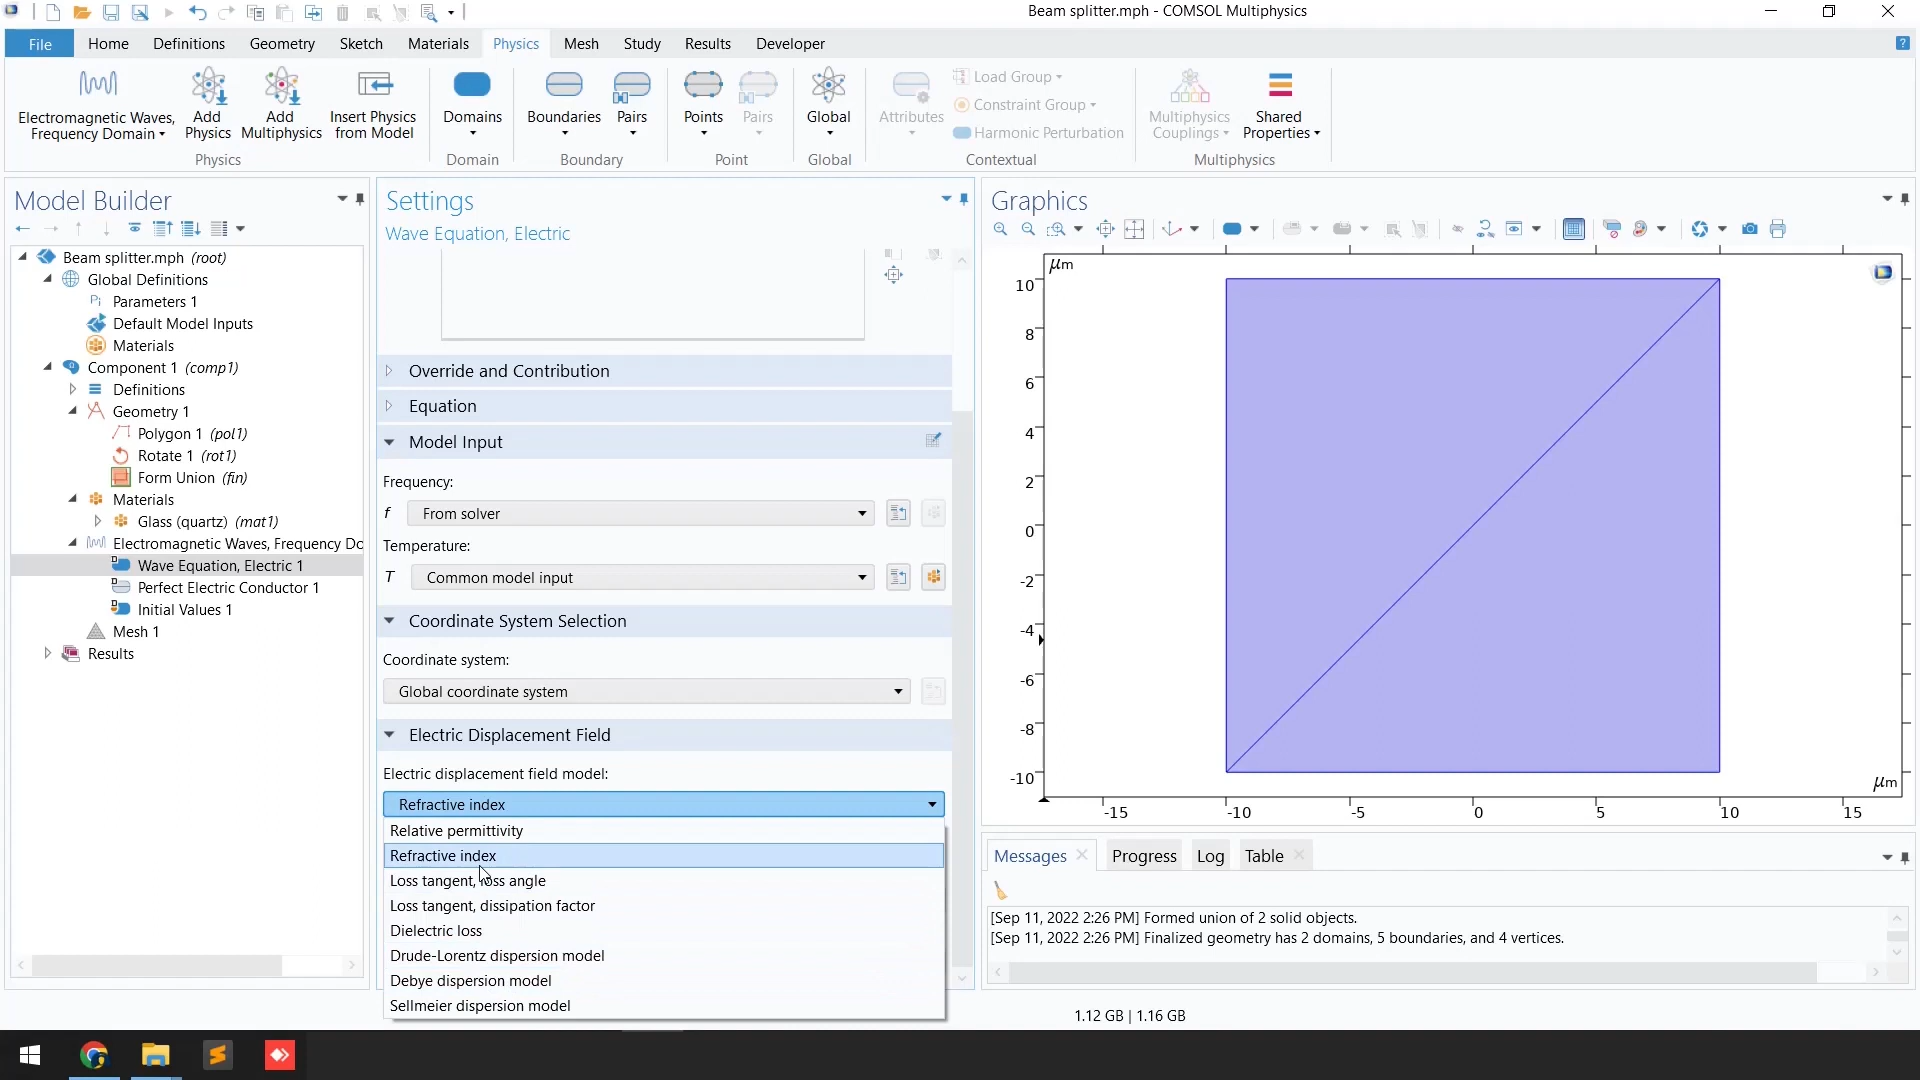 Beam splitter.mph - COMSOL Multiphysics
File
Home
Definitions
Geometry
Sketch
Materials
Physics
Mesh
Study
Results
Developer
Electromagnetic Waves,
Frequency Domain
Add
Physics
Add
Multiphysics
Insert Physics
from Model
Physics
Domains
Domain
Boundaries
Pairs
Boundary
Points
Pairs
Point
Global
Global
Attributes
Load Group
Constraint Group
Harmonic Perturbation
Contextual
Multiphysics
Couplings
Shared
Properties
Multiphysics
Model Builder
Beam splitter.mph (root)
Global Definitions
Pi Parameters 1
Default Model Inputs
Materials
Component 1 (comp1)
Definitions
Geometry 1
Polygon 1 (pol1)
Rotate 1 (rot1)
Form Union (fin)
Materials
Glass (quartz) (mat1)
Electromagnetic Waves, Frequency Do
Wave Equation, Electric 1
Perfect Electric Conductor 1
Initial Values 1
Mesh 1
Results
Settings
Wave Equation, Electric
Override and Contribution
Equation
Model Input
Frequency:
f From solver
Temperature:
T Common model input
Coordinate System Selection
Coordinate system:
Global coordinate system
Electric Displacement Field
Electric displacement field model:
Refractive index
Relative permittivity
Refractive index
Loss tangent, loss angle
Loss tangent, dissipation factor
Dielectric loss
Drude-Lorentz dispersion model
Debye dispersion model
Sellmeier dispersion model
Graphics
μm
10
8
6
4
2
0
-2
-4
-6
-8
-10
μm
-15 -10 -5 0 5 10 15
Messages
Progress
Log
Table
[Sep 11, 2022 2:26 PM] Formed union of 2 solid objects.
[Sep 11, 2022 2:26 PM] Finalized geometry has 2 domains, 5 boundaries, and 4 vertices.
1.12 GB | 1.16 GB